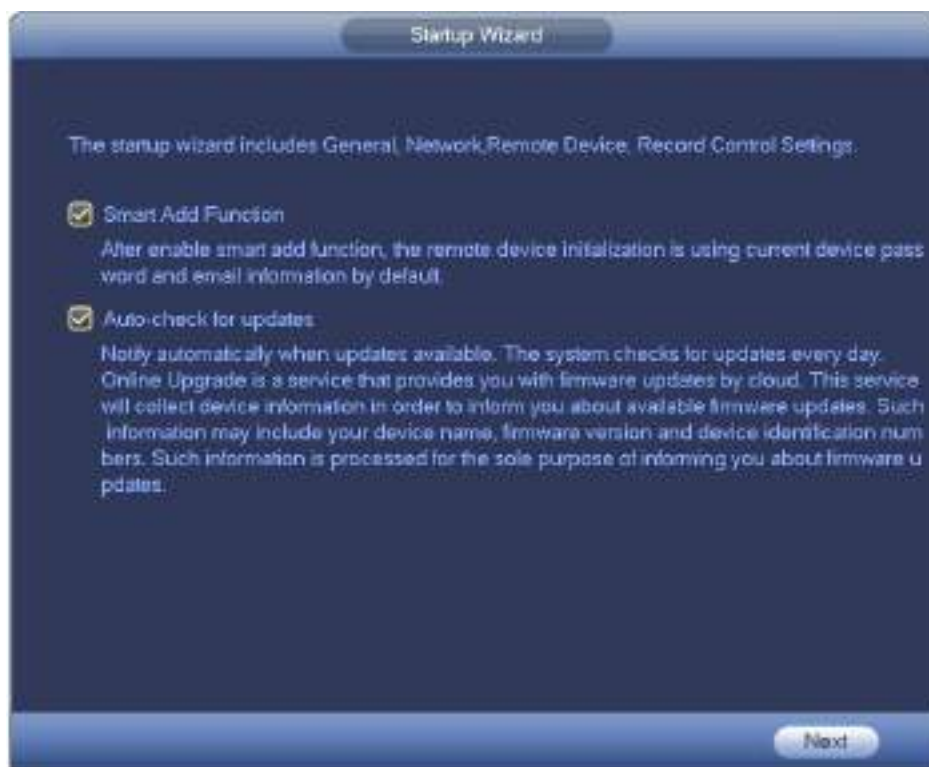 Startup Wizard
The startup wizard includes General, Network,Remote Device, Record Control Settings.
Smart Add Function
After enable smart add function, the remote device initialization is using current device pass
word and email information by default.
Auto-check for updates
Notify automatically when updates available. The system checks for updates every day.
Online Upgrade is a service that provides you with firmware updates by cloud. This service
will collect device information in order to inform you about available firmware updates. Such
information may include your device name, firmware version and device identification num
bers. Such information is processed for the sole purpose of informing you about firmware u
pdates.
Next